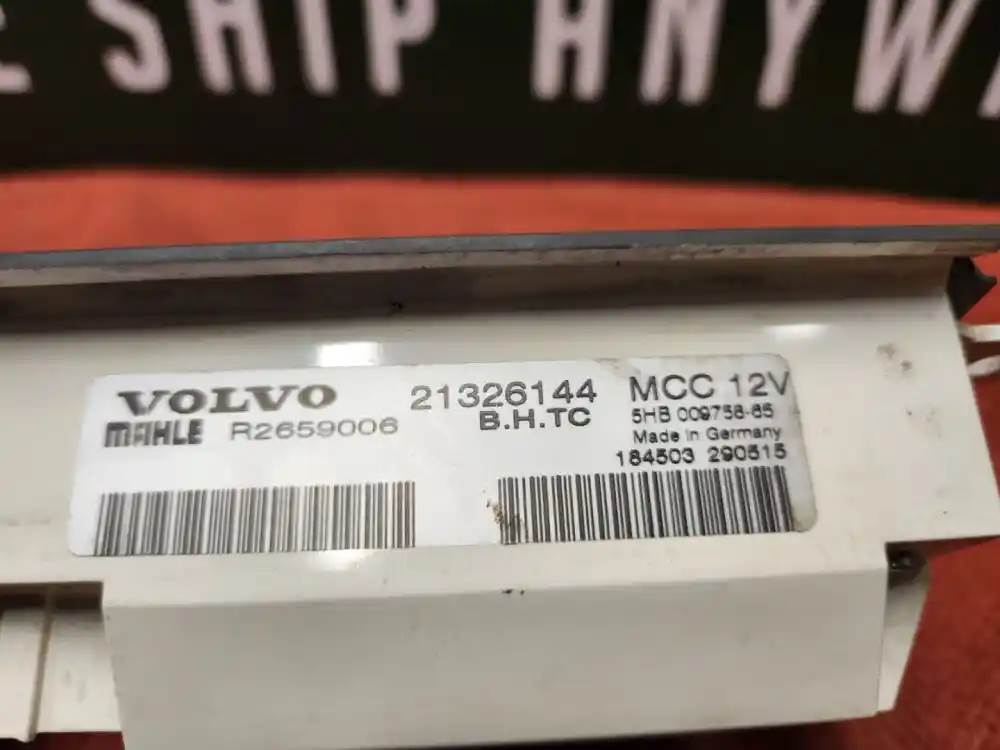 E SHIP ANYW
VOLVO 21326144 MCC 12V
MAHLE R2659006 B.H.TC 5HB 009758-65
Made in Germany
184503 290515